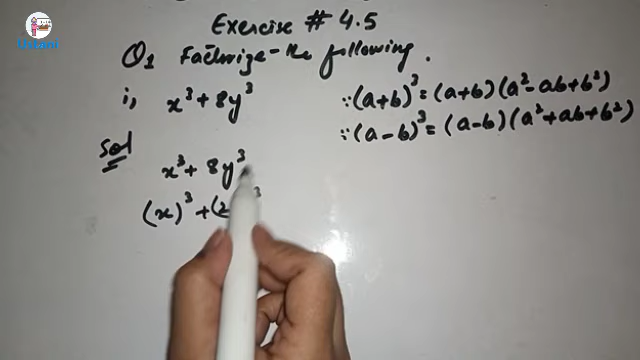 Exercise # 4.5
Q1 Factorize the following.
i, x³ + 8y³
∵ (a+b)³ = (a+b)(a² - ab + b²)
∵ (a-b)³ = (a-b)(a² + ab + b²)
Sol
x³ + 8y³
(x)³ + (2